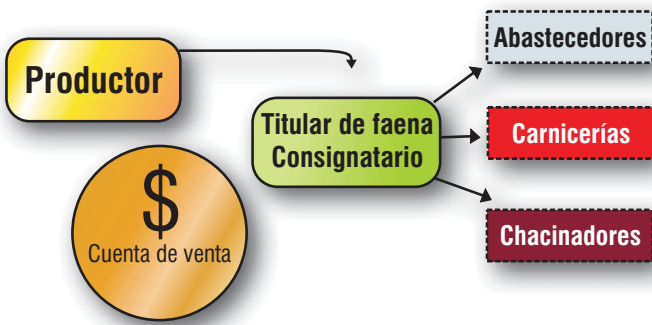 Productor
Titular de faena
Consignatario
Abastecedores
Carnicerías
Chacinadores
$
Cuenta de venta